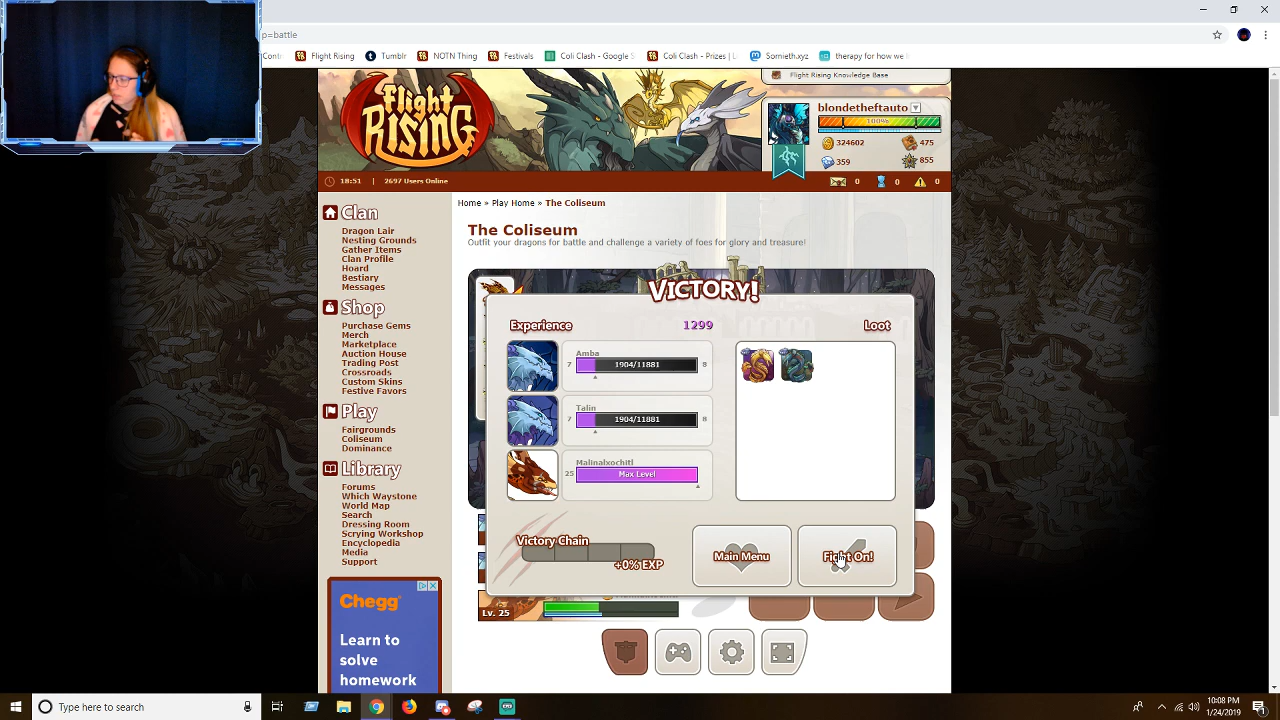 p=battle
Flight Rising
Tumblr
NOTN Thing
Festivals
Coli Clash - Google S
Coli Clash - Prizes | L
Sornieth.xyz
therapy for how we l
Flight Rising Knowledge Base
flight
RISING
blondetheftauto
100%
324602
475
359
855
18:51 | 2697 Users Online
0
0
0
Clan
Dragon Lair
Nesting Grounds
Gather Items
Clan Profile
Hoard
Bestiary
Messages
Shop
Purchase Gems
Merch
Marketplace
Auction House
Trading Post
Crossroads
Custom Skins
Festive Favors
Play
Fairgrounds
Coliseum
Dominance
Library
Forums
Which Waystone
World Map
Search
Dressing Room
Scrying Workshop
Encyclopedia
Media
Support
Chegg
Learn to
solve
homework
Home » Play Home » The Coliseum
The Coliseum
Outfit your dragons for battle and challenge a variety of foes for glory and treasure!
VICTORY!
Experience
1299
Loot
Amba
7 1904/11881 8
Talin
7 1904/11881 8
Malinalxochitl
25 Max Level
Victory Chain
+0% EXP
Main Menu
Fight On!
Lv. 25
Type here to search
10:08 PM
1/24/2019